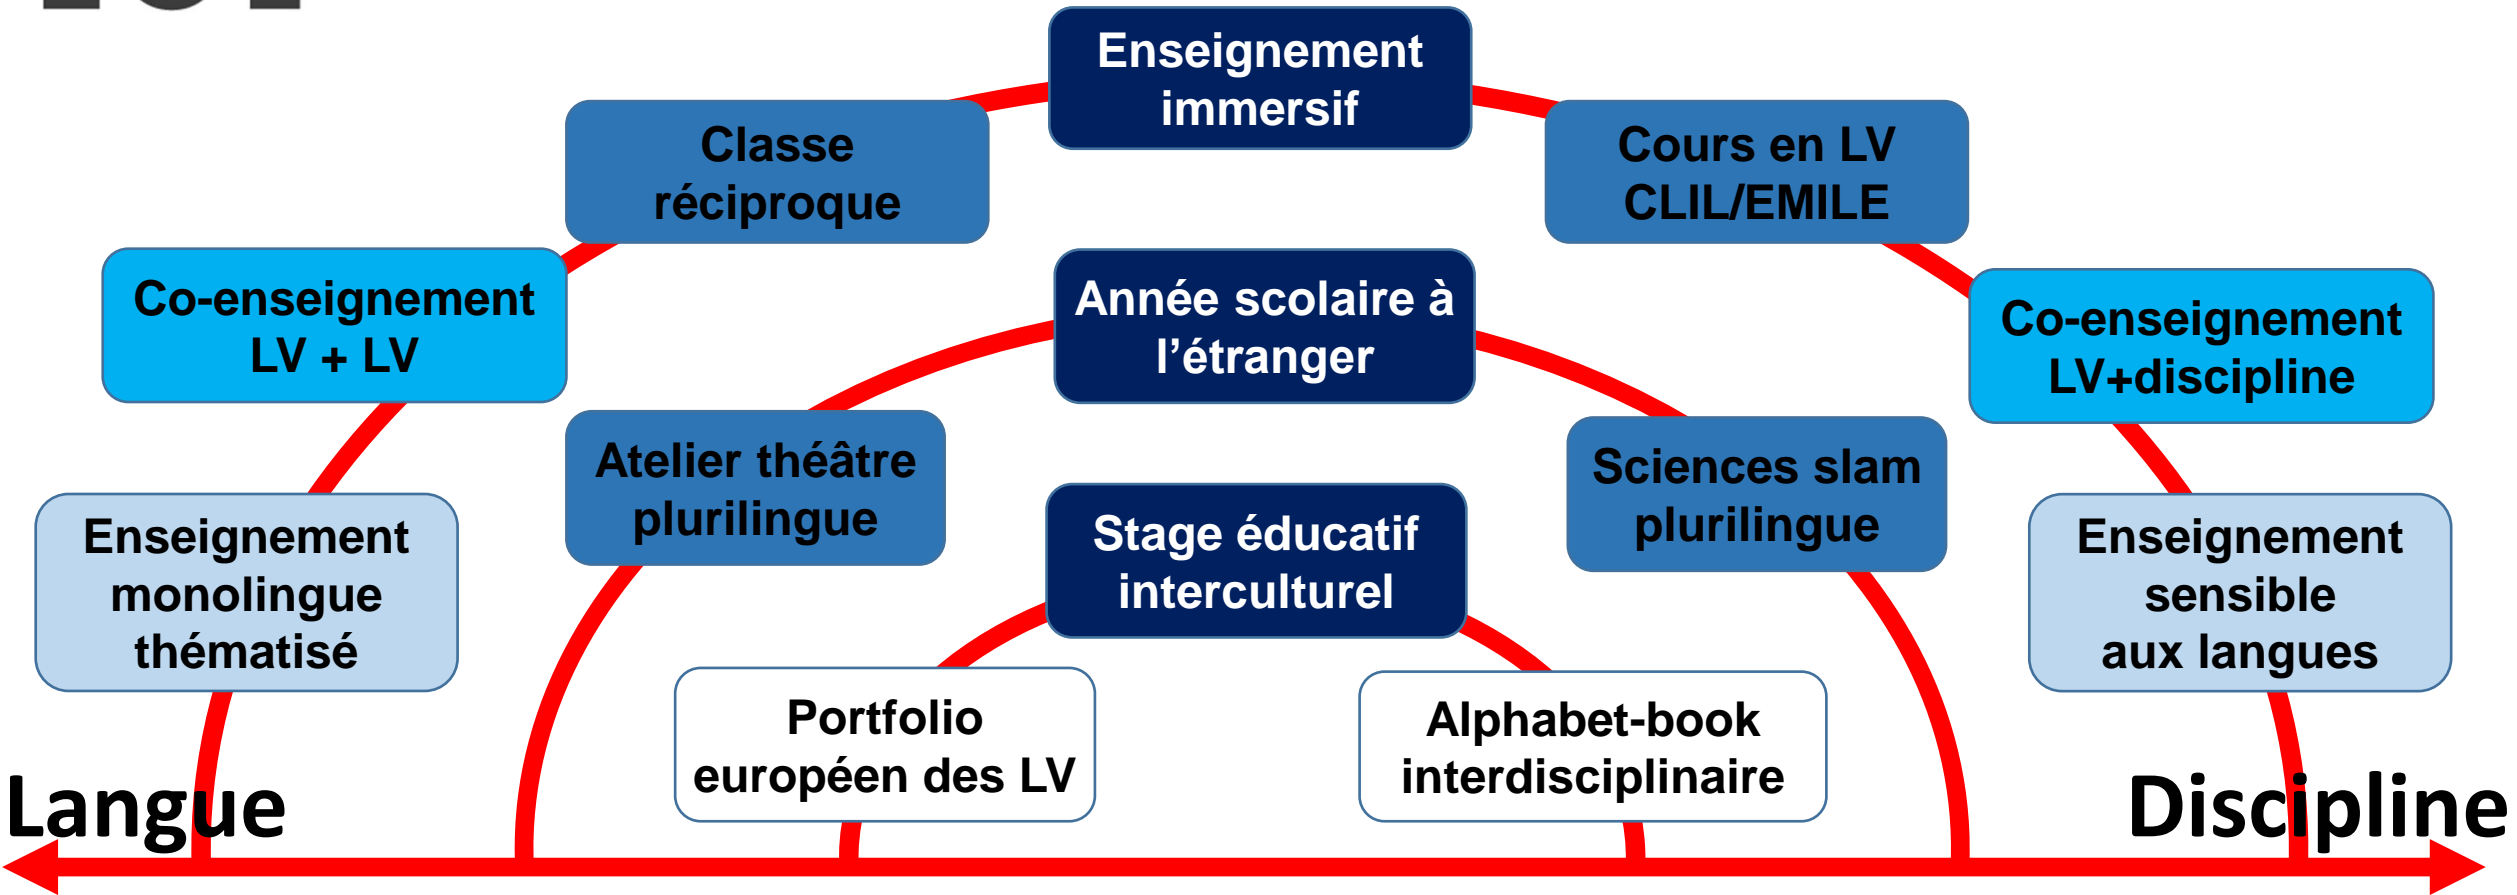 Enseignement
immersif
Classe
réciproque
Cours en LV
CLIL/EMILE
Co-enseignement
LV + LV
Année scolaire à
l’étranger
Co-enseignement
LV+discipline
Atelier théâtre
plurilingue
Sciences slam
plurilingue
Enseignement
monolingue
thématisé
Stage éducatif
interculturel
Enseignement
sensible
aux langues
Portfolio
européen des LV
Alphabet-book
interdisciplinaire
Langue
Discipline